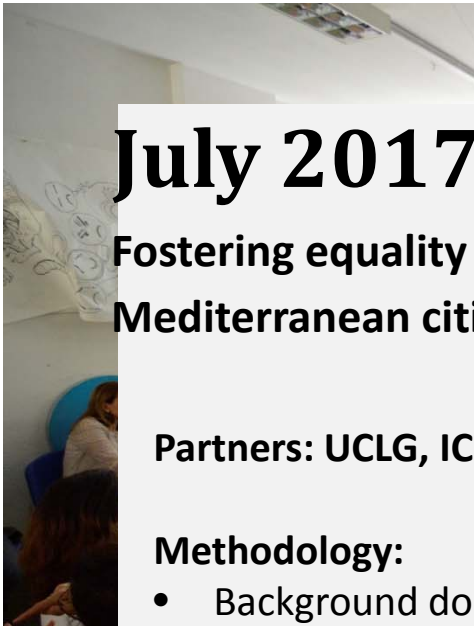 July 2017
Fostering equality
Mediterranean
Partners: UCLG,
Methodology:
• Background